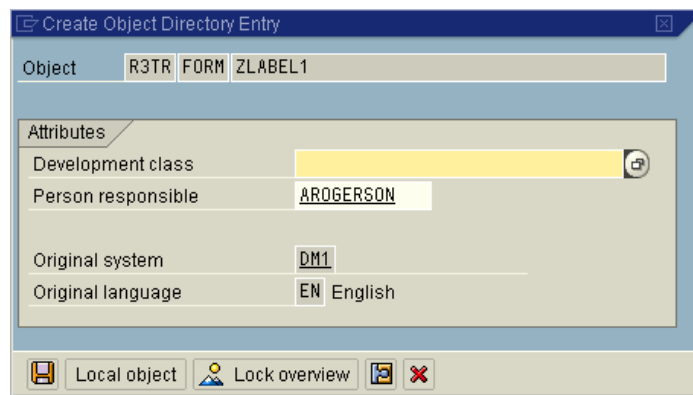 Create Object Directory Entry
Object R3TR FORM ZLABEL1
Attributes
Development class
Person responsible AROGERSON
Original system DM1
Original language EN English
Local object Lock overview